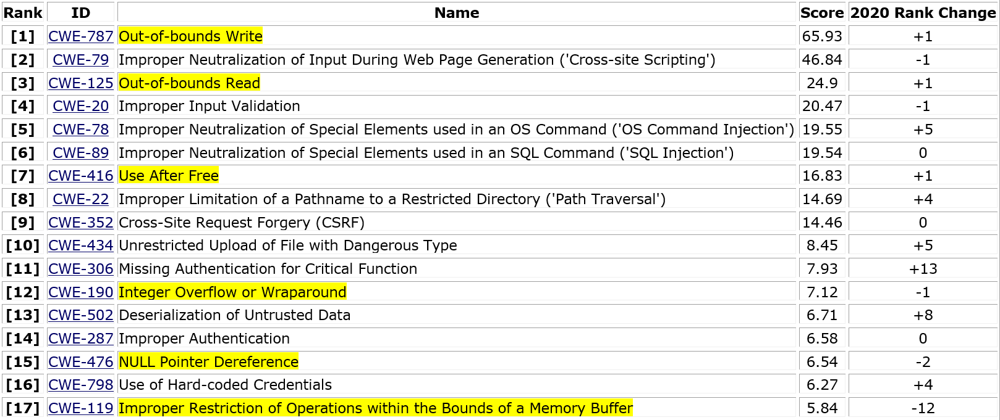 Rank ID Name Score 2020 Rank Change
[1] CWE-787 Out-of-bounds Write 65.93 +1
[2] CWE-79 Improper Neutralization of Input During Web Page Generation ('Cross-site Scripting') 46.84 -1
[3] CWE-125 Out-of-bounds Read 24.9 +1
[4] CWE-20 Improper Input Validation 20.47 -1
[5] CWE-78 Improper Neutralization of Special Elements used in an OS Command ('OS Command Injection') 19.55 +5
[6] CWE-89 Improper Neutralization of Special Elements used in an SQL Command ('SQL Injection') 19.54 0
[7] CWE-416 Use After Free 16.83 +1
[8] CWE-22 Improper Limitation of a Pathname to a Restricted Directory ('Path Traversal') 14.69 +4
[9] CWE-352 Cross-Site Request Forgery (CSRF) 14.46 0
[10] CWE-434 Unrestricted Upload of File with Dangerous Type 8.45 +5
[11] CWE-306 Missing Authentication for Critical Function 7.93 +13
[12] CWE-190 Integer Overflow or Wraparound 7.12 -1
[13] CWE-502 Deserialization of Untrusted Data 6.71 +8
[14] CWE-287 Improper Authentication 6.58 0
[15] CWE-476 NULL Pointer Dereference 6.54 -2
[16] CWE-798 Use of Hard-coded Credentials 6.27 +4
[17] CWE-119 Improper Restriction of Operations within the Bounds of a Memory Buffer 5.84 -12